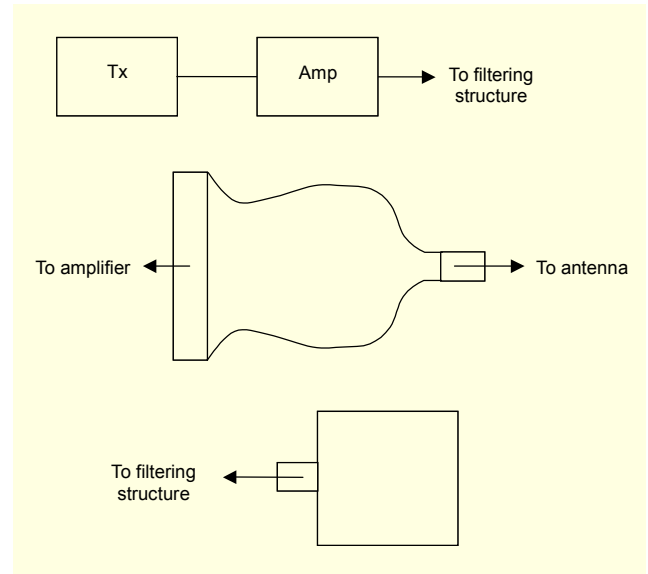 Tx
Amp
To filtering
structure
To amplifier
To antenna
To filtering
structure